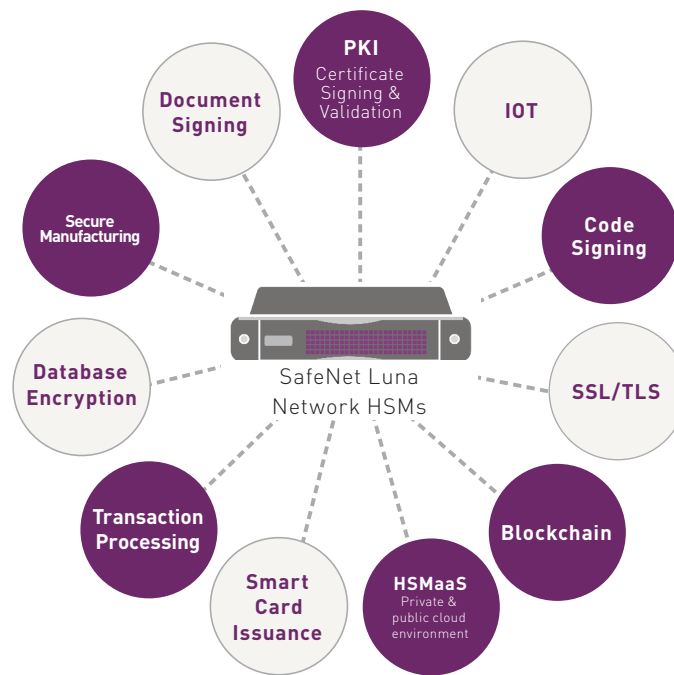 PKI
Certificate
Signing &
Validation
IOT
Document
Signing
Code
Signing
Secure
Manufacturing
SSL/TLS
Database
Encryption
SafeNet Luna
Network HSMs
Blockchain
Transaction
Processing
HSMaaS
Private &
public cloud
environment
Smart
Card
Issuance